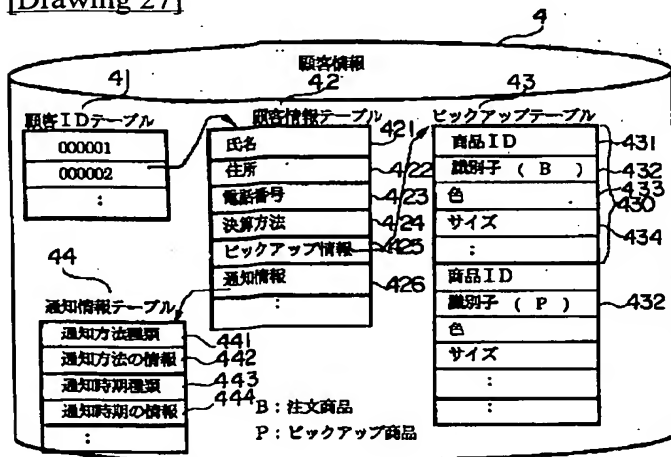 [Drawing 27]
4
顧客情報
41
顧客IDテーブル
000001
000002
:
42
顧客情報テーブル
氏名 421
住所 422
電話番号 423
決算方法 424
ピックアップ情報 425
通知情報 426
:
43
ピックアップテーブル
商品ID 431
識別子 ( B ) 432
色 433
430
サイズ 434
:
商品ID
識別子 ( P ) 432
色
サイズ
:
:
44
通知情報テーブル
通知方法種類 441
通知方法の情報 442
通知時期種類 443
通知時期の情報 444
:
B:注文商品
P:ピックアップ商品